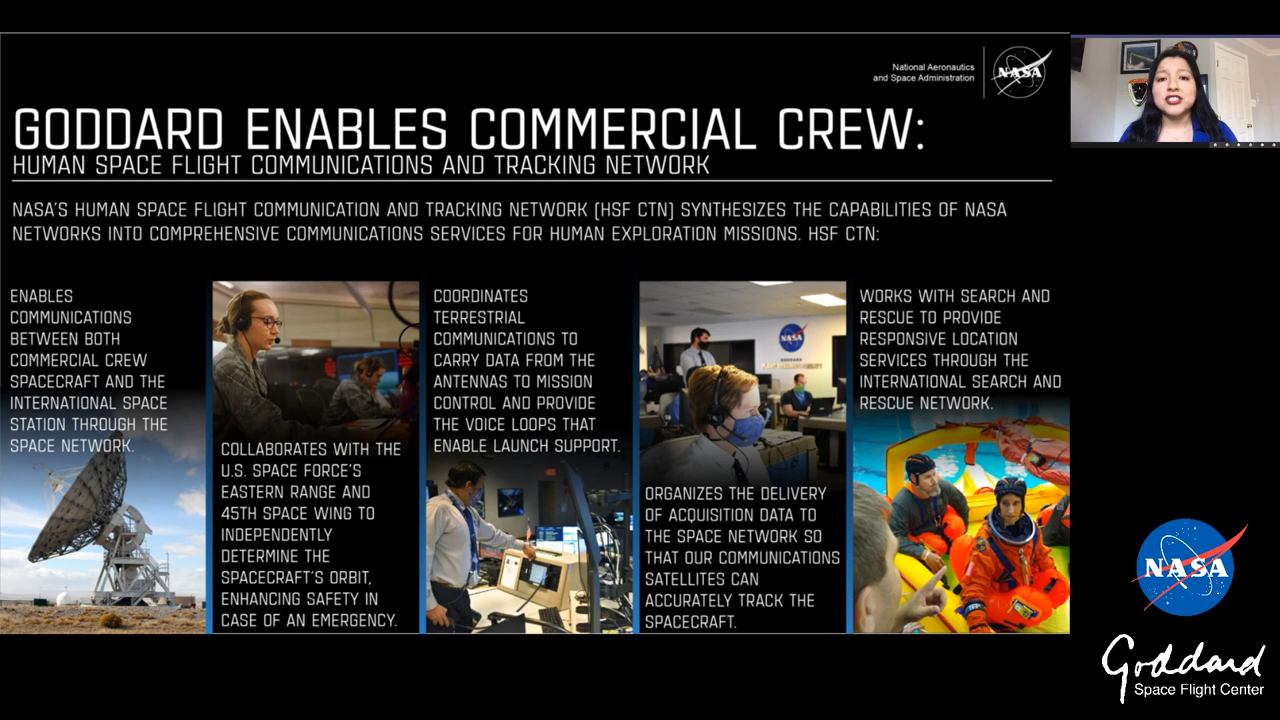 National Aeronautics
and Space Administration
NASA
GODDARD ENABLES COMMERCIAL CREW:
HUMAN SPACE FLIGHT COMMUNICATIONS AND TRACKING NETWORK
NASA'S HUMAN SPACE FLIGHT COMMUNICATION AND TRACKING NETWORK (HSF CTN) SYNTHESIZES THE CAPABILITIES OF NASA
NETWORKS INTO COMPREHENSIVE COMMUNICATIONS SERVICES FOR HUMAN EXPLORATION MISSIONS. HSF CTN:
ENABLES
COMMUNICATIONS
BETWEEN BOTH
COMMERCIAL CREW
SPACECRAFT AND THE
INTERNATIONAL SPACE
STATION THROUGH THE
SPACE NETWORK.
COLLABORATES WITH THE
U.S. SPACE FORCE'S
EASTERN RANGE AND
45TH SPACE WING TO
INDEPENDENTLY
DETERMINE THE
SPACECRAFT'S ORBIT,
ENHANCING SAFETY IN
CASE OF AN EMERGENCY.
COORDINATES
TERRESTRIAL
COMMUNICATIONS TO
CARRY DATA FROM THE
ANTENNAS TO MISSION
CONTROL AND PROVIDE
THE VOICE LOOPS THAT
ENABLE LAUNCH SUPPORT.
NASA
GODDARD
ORGANIZES THE DELIVERY
OF ACQUISITION DATA TO
THE SPACE NETWORK SO
THAT OUR COMMUNICATIONS
SATELLITES CAN
ACCURATELY TRACK THE
SPACECRAFT.
WORKS WITH SEARCH AND
RESCUE TO PROVIDE
RESPONSIVE LOCATION
SERVICES THROUGH THE
INTERNATIONAL SEARCH AND
RESCUE NETWORK.
NASA
Goddard
Space Flight Center